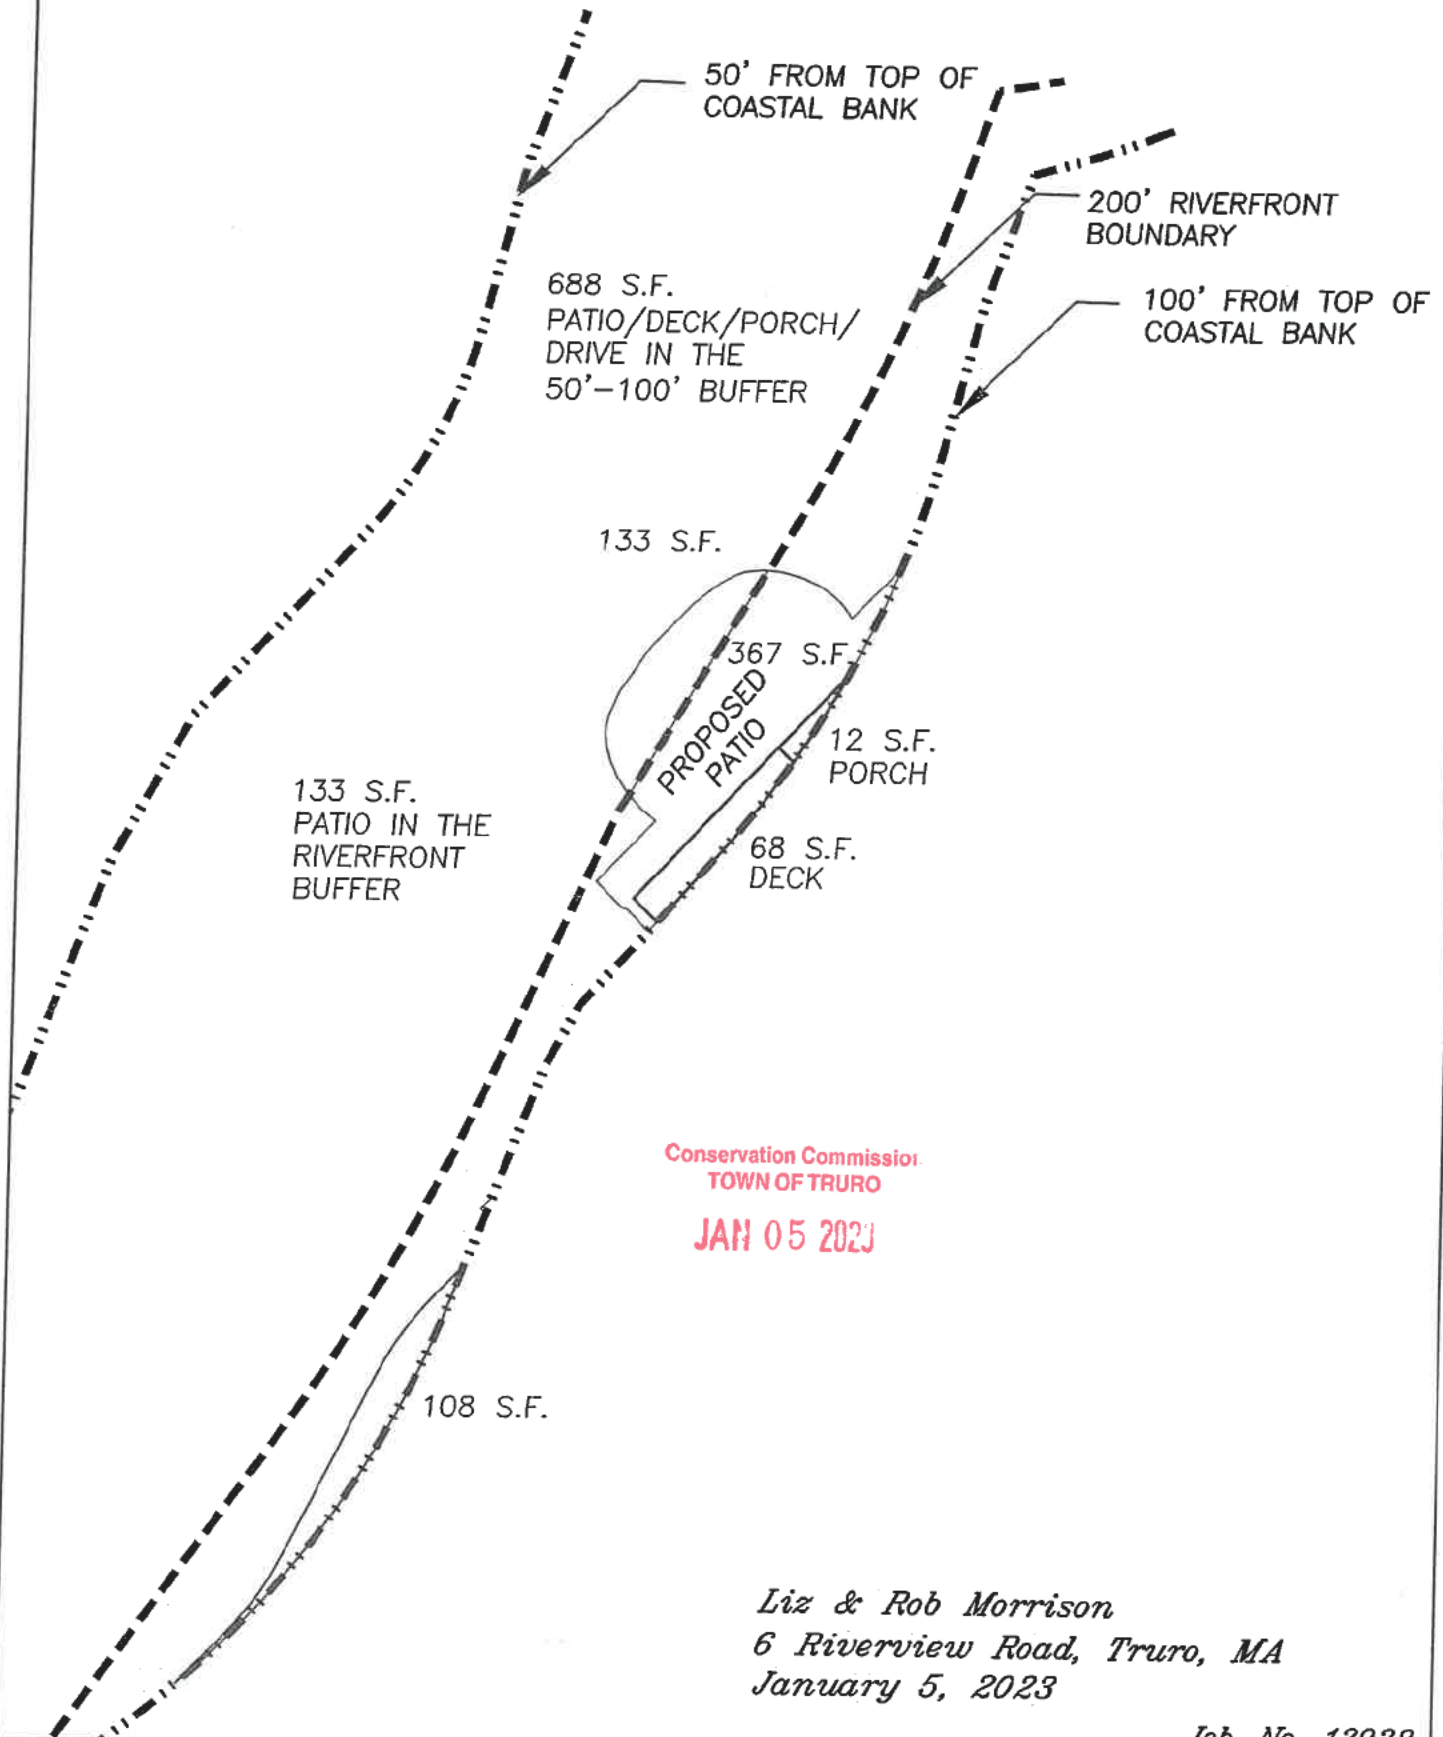 50' FROM TOP OF
COASTAL BANK
200' RIVERFRONT
BOUNDARY
688 S.F.
PATIO/DECK/PORCH/
DRIVE IN THE
50'-100' BUFFER
100' FROM TOP OF
COASTAL BANK
133 S.F.
367 S.F.
PROPOSED
PATIO
12 S.F.
PORCH
133 S.F.
PATIO IN THE
RIVERFRONT
BUFFER
68 S.F.
DECK
Conservation Commission
TOWN OF TRURO
JAN 05 2023
108 S.F.
Liz & Rob Morrison
6 Riverview Road, Truro, MA
January 5, 2023
Job No.